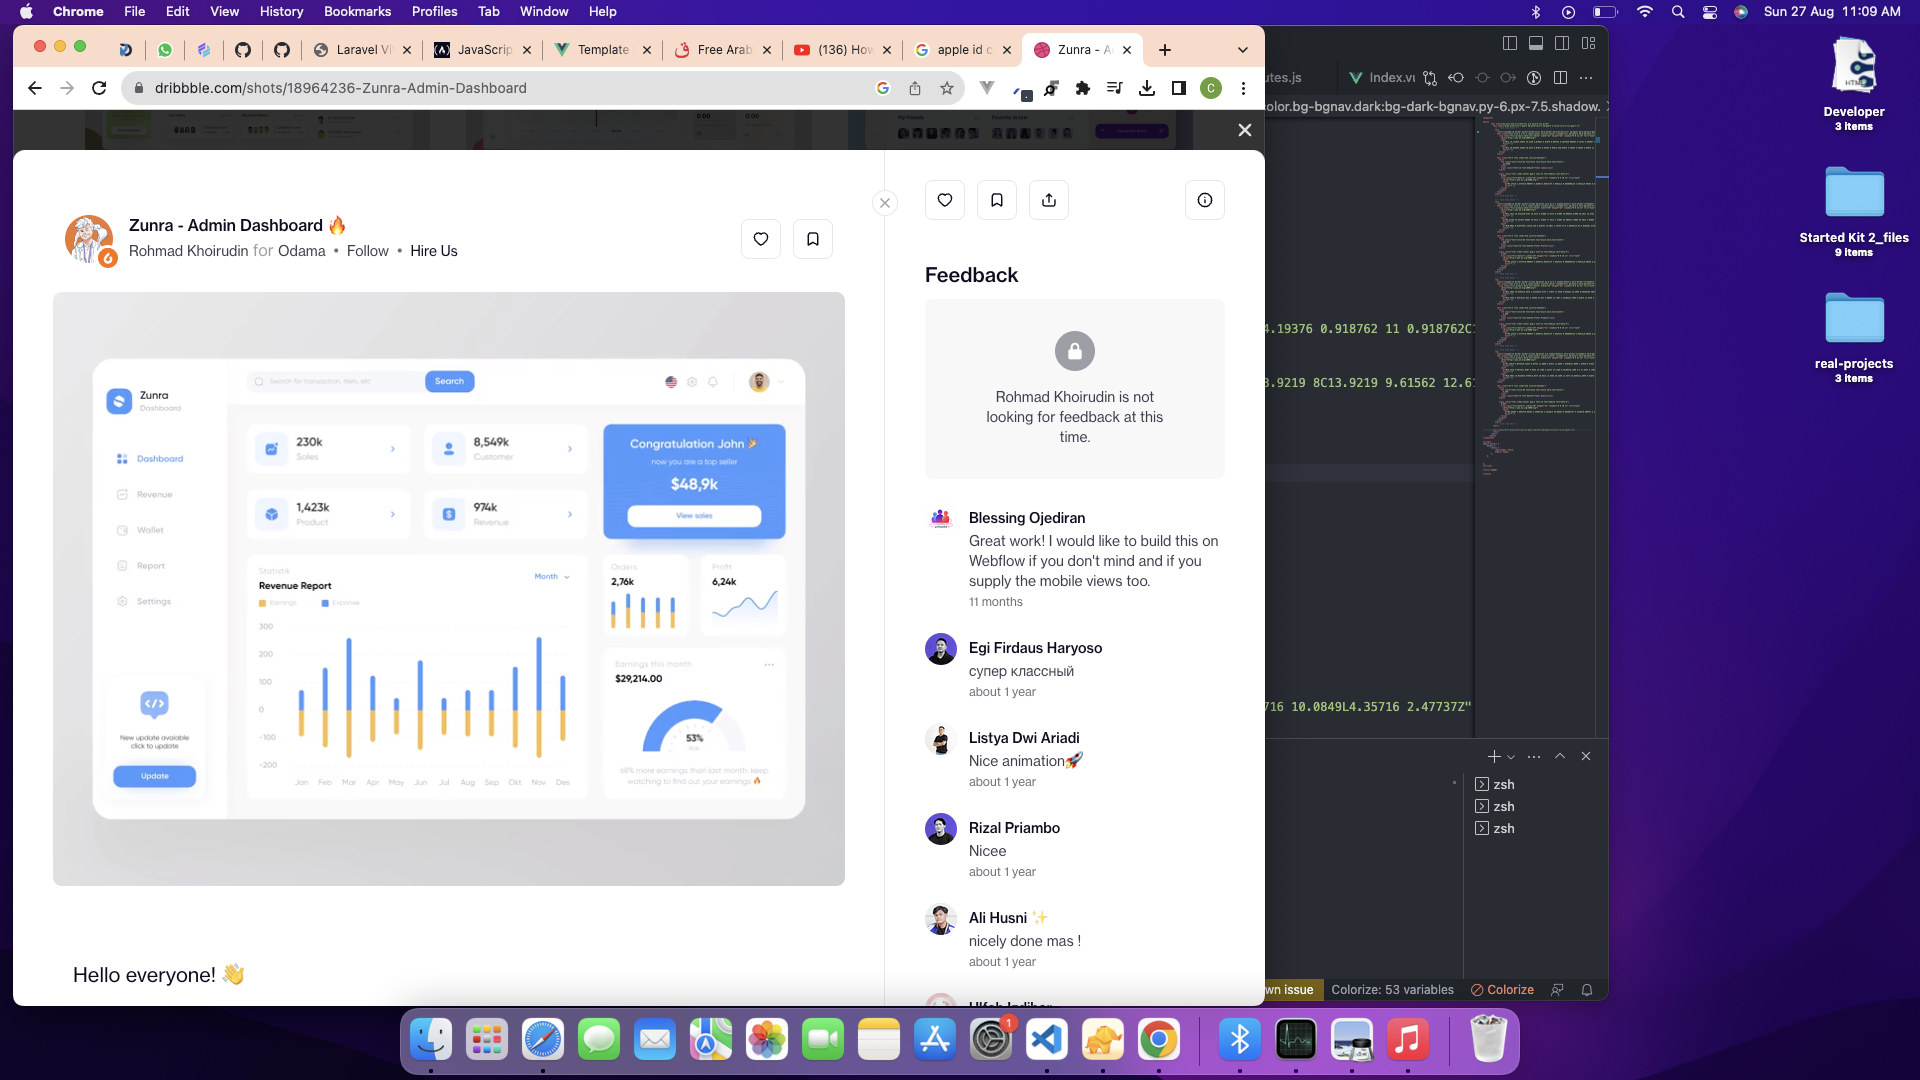 Chrome File Edit View History Bookmarks Profiles Tab Window Help
Sun 27 Aug 11:09 AM
Laravel Vi
JavaScrip
Template
Free Arab
(136) How
apple id c
Zunra - A
dribbble.com/shots/18964236-Zunra-Admin-Dashboard
C
utes.js
Index.vu
olor.bg-bgnav.dark:bg-dark-bgnav.py-6.px-7.5.shadow.
Developer
3 items
Started Kit 2_files
9 items
real-projects
3 items
Zunra - Admin Dashboard 🔥
Rohmad Khoirudin for Odama • Follow • Hire Us
Zunra
Dashboard
Search for transaction, item, etc
Search
Dashboard
Revenue
Wallet
Report
Settings
New update avaiable
click to update
Update
230k
Sales
8,549k
Customer
1,423k
Product
974k
Revenue
Congratulation John 🎉
now you are a top seller
$48,9k
View sales
Statistik
Revenue Report
Month
Earnings
Expense
300
200
100
0
-100
-200
Jan Feb Mar Apr May Jun Jul Aug Sep Okt Nov Des
Orders
2,76k
Profit
6,24k
Earnings this month
$29,214.00
53%
68% more earnings than last month, keep
watching to find out your earnings 🔥
Hello everyone! 👋
Feedback
Rohmad Khoirudin is not
looking for feedback at this
time.
Blessing Ojediran
Great work! I would like to build this on
Webflow if you don't mind and if you
supply the mobile views too.
11 months
Egi Firdaus Haryoso
супер классный
about 1 year
Listya Dwi Ariadi
Nice animation🚀
about 1 year
Rizal Priambo
Nicee
about 1 year
Ali Husni ✨
nicely done mas !
about 1 year
4.19376 0.918762 11 0.918762C1
3.9219 8C13.9219 9.61562 12.61
716 10.0849L4.35716 2.47737Z"
zsh
zsh
zsh
wn issue
Colorize: 53 variables
Colorize
1